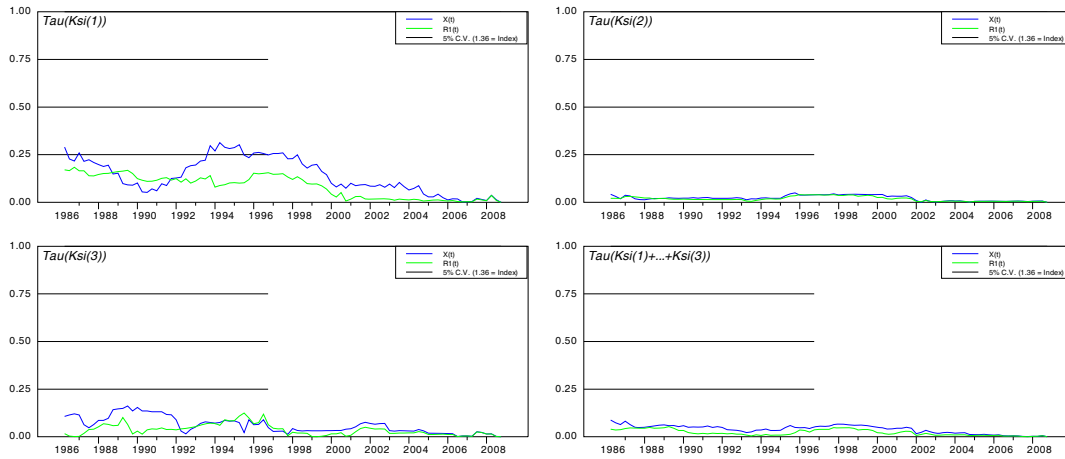 Tau(Ksi(1))
X(t)
R1(t)
5% C.V. (1.36 = Index)
1.00
0.75
0.50
0.25
0.00
1986 1988 1990 1992 1994 1996 1998 2000 2002 2004 2006 2008
Tau(Ksi(2))
X(t)
R1(t)
5% C.V. (1.36 = Index)
1.00
0.75
0.50
0.25
0.00
1986 1988 1990 1992 1994 1996 1998 2000 2002 2004 2006 2008
Tau(Ksi(3))
X(t)
R1(t)
5% C.V. (1.36 = Index)
1.00
0.75
0.50
0.25
0.00
1986 1988 1990 1992 1994 1996 1998 2000 2002 2004 2006 2008
Tau(Ksi(1)+...+Ksi(3))
X(t)
R1(t)
5% C.V. (1.36 = Index)
1.00
0.75
0.50
0.25
0.00
1986 1988 1990 1992 1994 1996 1998 2000 2002 2004 2006 2008